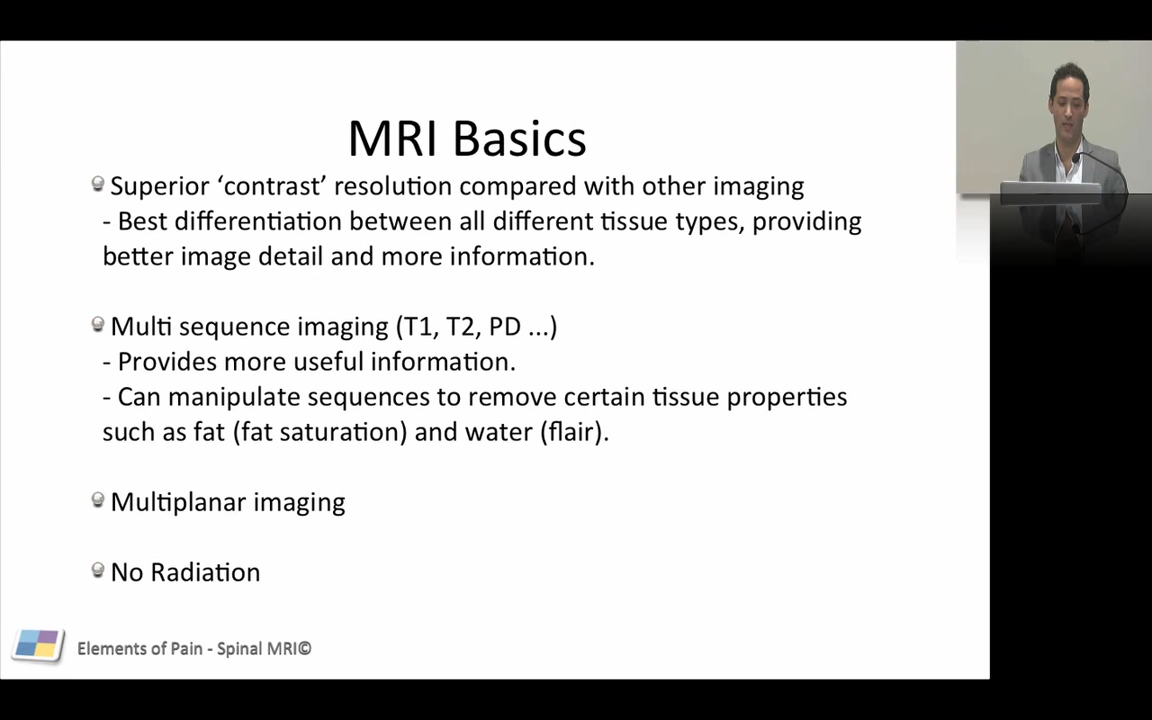 MRI Basics
Superior ‘contrast’ resolution compared with other imaging
- Best differentiation between all different tissue types, providing
better image detail and more information.
Multi sequence imaging (T1, T2, PD ...)
- Provides more useful information.
- Can manipulate sequences to remove certain tissue properties
such as fat (fat saturation) and water (flair).
Multiplanar imaging
No Radiation
Elements of Pain - Spinal MRI©